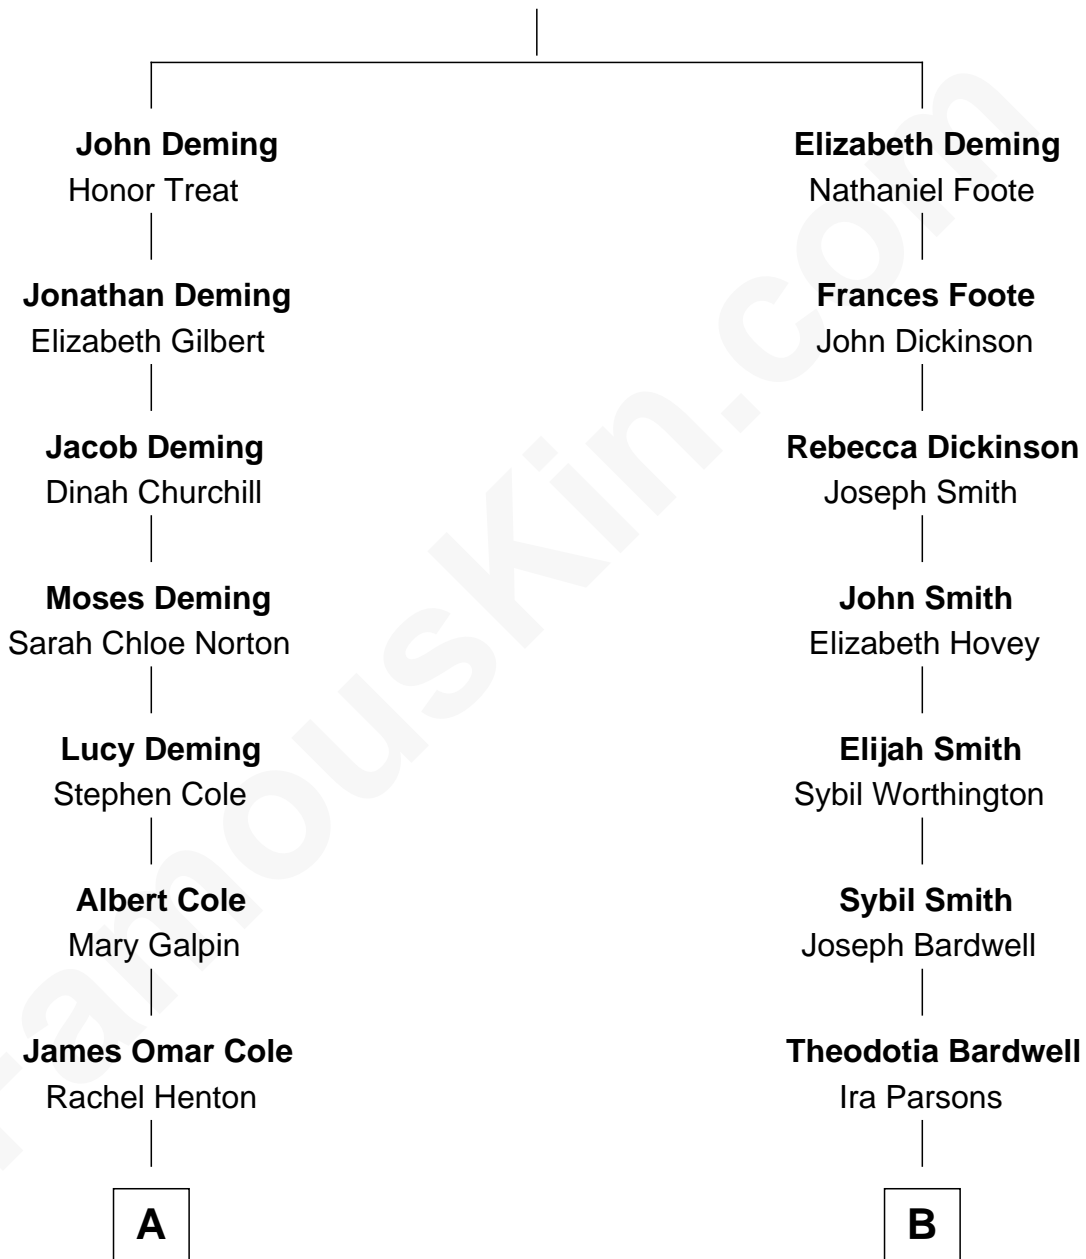 John Deming
Honor Treat
Jonathan Deming
Elizabeth Gilbert
Jacob Deming
Dinah Churchill
Moses Deming
Sarah Chloe Norton
Lucy Deming
Stephen Cole
Albert Cole
Mary Galpin
James Omar Cole
Rachel Henton
A
Elizabeth Deming
Nathaniel Foote
Frances Foote
John Dickinson
Rebecca Dickinson
Joseph Smith
John Smith
Elizabeth Hovey
Elijah Smith
Sybil Worthington
Sybil Smith
Joseph Bardwell
Theodotia Bardwell
Ira Parsons
B
FamousKin.com